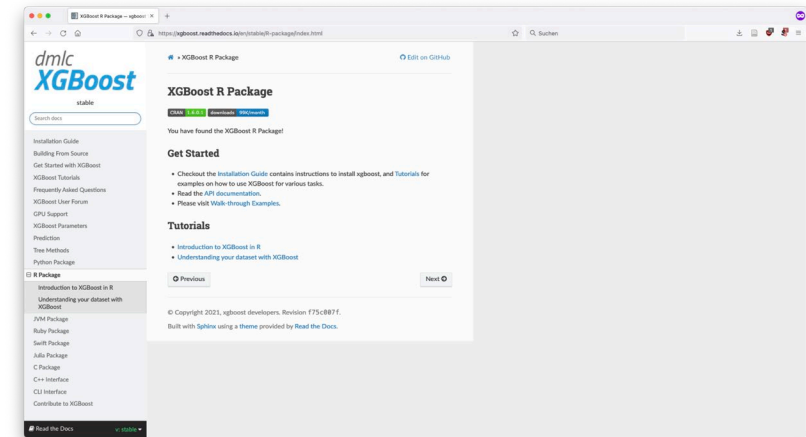 XGBoost R Package — xgboost
https://xgboost.readthedocs.io/en/stable/R-package/index.html
Suchen
dmlc
XGBoost
stable
Search docs
Installation Guide
Building From Source
Get Started with XGBoost
XGBoost Tutorials
Frequently Asked Questions
XGBoost User Forum
GPU Support
XGBoost Parameters
Prediction
Tree Methods
Python Package
R Package
Introduction to XGBoost in R
Understanding your dataset with
XGBoost
JVM Package
Ruby Package
Swift Package
Julia Package
C Package
C++ Interface
CLI Interface
Contribute to XGBoost
Read the Docs
v: stable
» XGBoost R Package
Edit on GitHub
XGBoost R Package
CRAN 1.6.0.1 downloads 99K/month
You have found the XGBoost R Package!
Get Started
• Checkout the Installation Guide contains instructions to install xgboost, and Tutorials for
examples on how to use XGBoost for various tasks.
• Read the API documentation.
• Please visit Walk-through Examples.
Tutorials
• Introduction to XGBoost in R
• Understanding your dataset with XGBoost
Previous
Next
© Copyright 2021, xgboost developers. Revision f75c007f.
Built with Sphinx using a theme provided by Read the Docs.